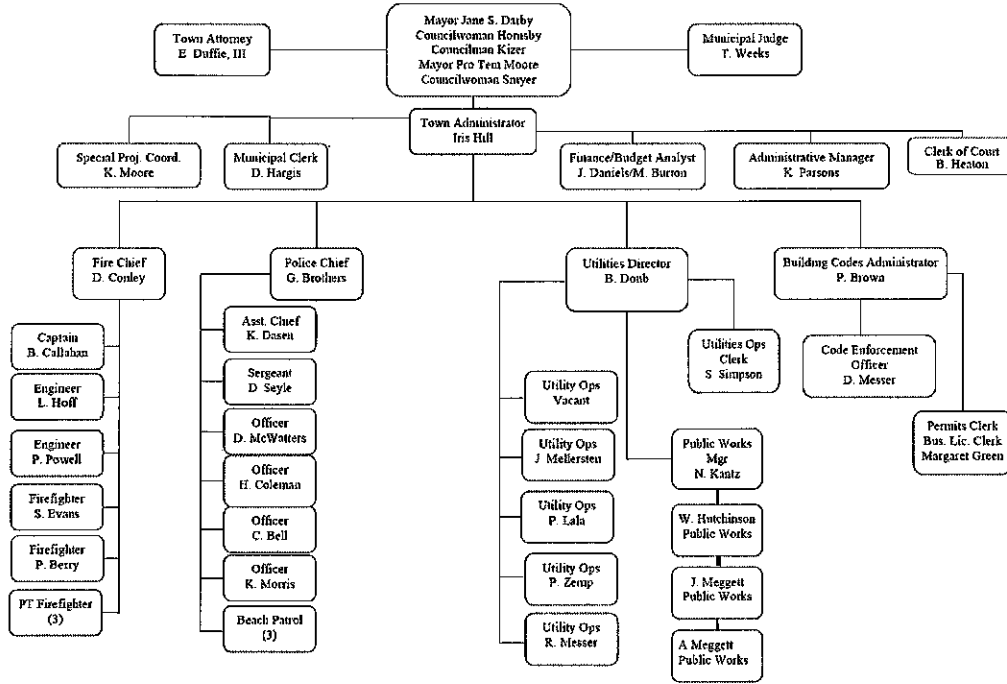 Mayor Jane S. Darby
Councilwoman Hornsby
Councilman Kizer
Mayor Pro Tem Moore
Councilwoman Smyer
Town Attorney
E. Duffie, III
Municipal Judge
T. Weeks
Town Administrator
Iris Hill
Special Proj. Coord.
K. Moore
Municipal Clerk
D. Hargis
Finance/Budget Analyst
J. Daniels/M. Burton
Administrative Manager
K. Parsons
Clerk of Court
B. Heaton
Fire Chief
D. Conley
Police Chief
G. Brothers
Utilities Director
B. Donb
Building Codes Administrator
P. Brown
Captain
B. Callahan
Engineer
L. Hoff
Engineer
P. Powell
Firefighter
S. Evans
Firefighter
P. Berry
PT Firefighter
(3)
Asst. Chief
K. Dasen
Sergeant
D. Seyle
Officer
D. McWatters
Officer
H. Coleman
Officer
C. Bell
Officer
K. Morris
Beach Patrol
(3)
Utility Ops
Vacant
Utility Ops
J. Mellersten
Utility Ops
P. Lala
Utility Ops
P. Zemp
Utility Ops
R. Messer
Utilities Ops
Clerk
S. Simpson
Public Works
Mgr
N. Kantz
W. Hutchinson
Public Works
J. Meggett
Public Works
A Meggett
Public Works
Code Enforcement
Officer
D. Messer
Permits Clerk
Bus. Lic. Clerk
Margaret Green